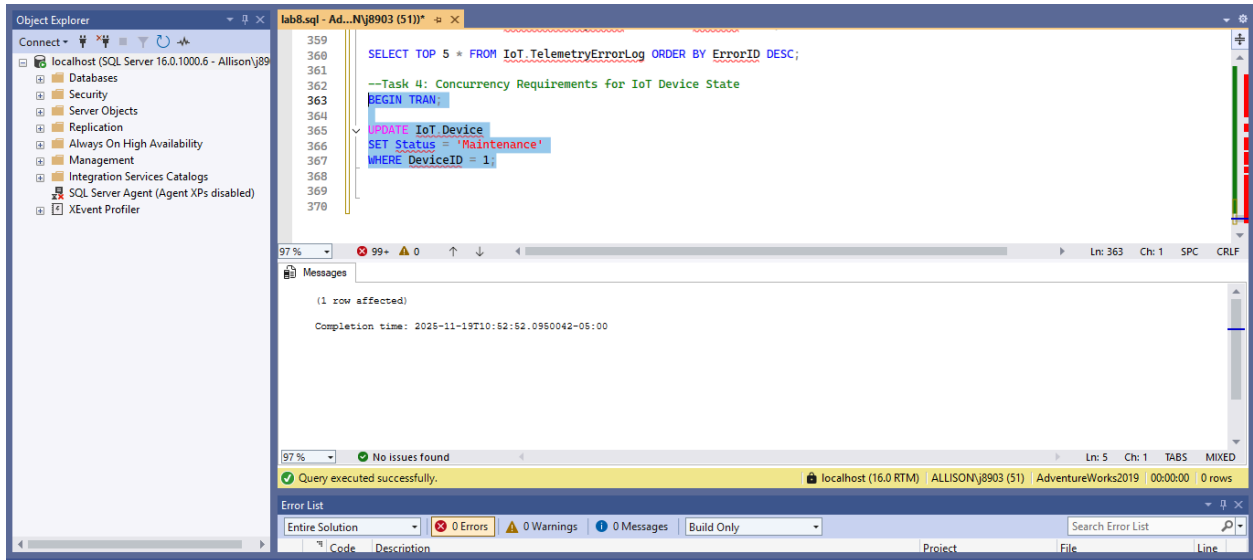 Object Explorer
Connect
localhost (SQL Server 16.0.1000.6 - Allison\j89
Databases
Security
Server Objects
Replication
Always On High Availability
Management
Integration Services Catalogs
SQL Server Agent (Agent XPs disabled)
XEvent Profiler
lab8.sql - Ad...N\j8903 (51))*
359
360 SELECT TOP 5 * FROM IoT.TelemetryErrorLog ORDER BY ErrorID DESC;
361
362 --Task 4: Concurrency Requirements for IoT Device State
363 BEGIN TRAN;
364
365 UPDATE IoT.Device
366 SET Status = 'Maintenance'
367 WHERE DeviceID = 1;
368
369
370
97 % 99+ 0 Ln: 363 Ch: 1 SPC CRLF
Messages
(1 row affected)
Completion time: 2025-11-19T10:52:52.0950042-05:00
97 % No issues found Ln: 5 Ch: 1 TABS MIXED
Query executed successfully. localhost (16.0 RTM) ALLISON\j8903 (51) AdventureWorks2019 00:00:00 0 rows
Error List
Entire Solution 0 Errors 0 Warnings 0 Messages Build Only Search Error List
Code Description Project File Line